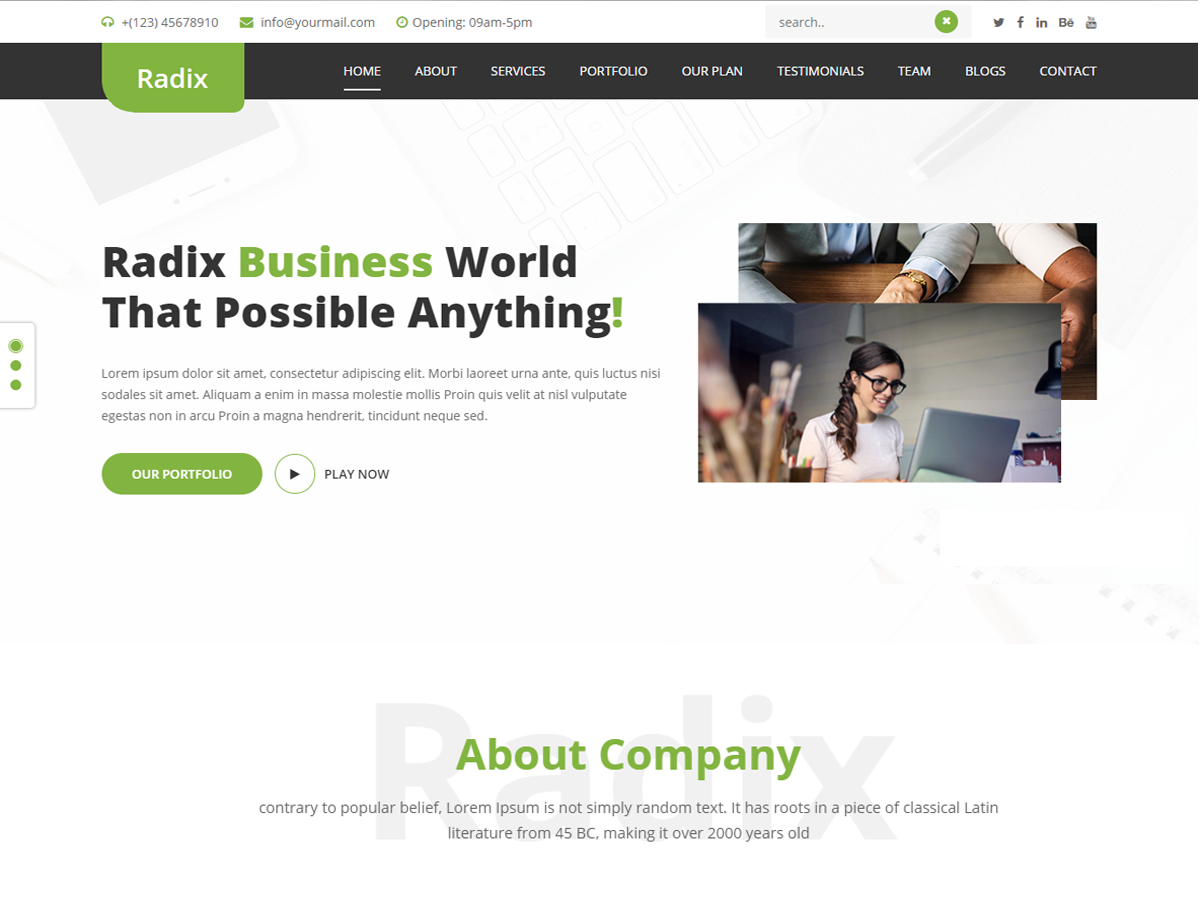 +(123) 45678910 info@yourmail.com Opening: 09am-5pm search.. Bē
Radix HOME ABOUT SERVICES PORTFOLIO OUR PLAN TESTIMONIALS TEAM BLOGS CONTACT
Radix Business World
That Possible Anything!
Lorem ipsum dolor sit amet, consectetur adipiscing elit. Morbi laoreet urna ante, quis luctus nisi
sodales sit amet. Aliquam a enim in massa molestie mollis Proin quis velit at nisl vulputate
egestas non in arcu Proin a magna hendrerit, tincidunt neque sed.
OUR PORTFOLIO PLAY NOW
Radix
About Company
contrary to popular belief, Lorem Ipsum is not simply random text. It has roots in a piece of classical Latin
literature from 45 BC, making it over 2000 years old